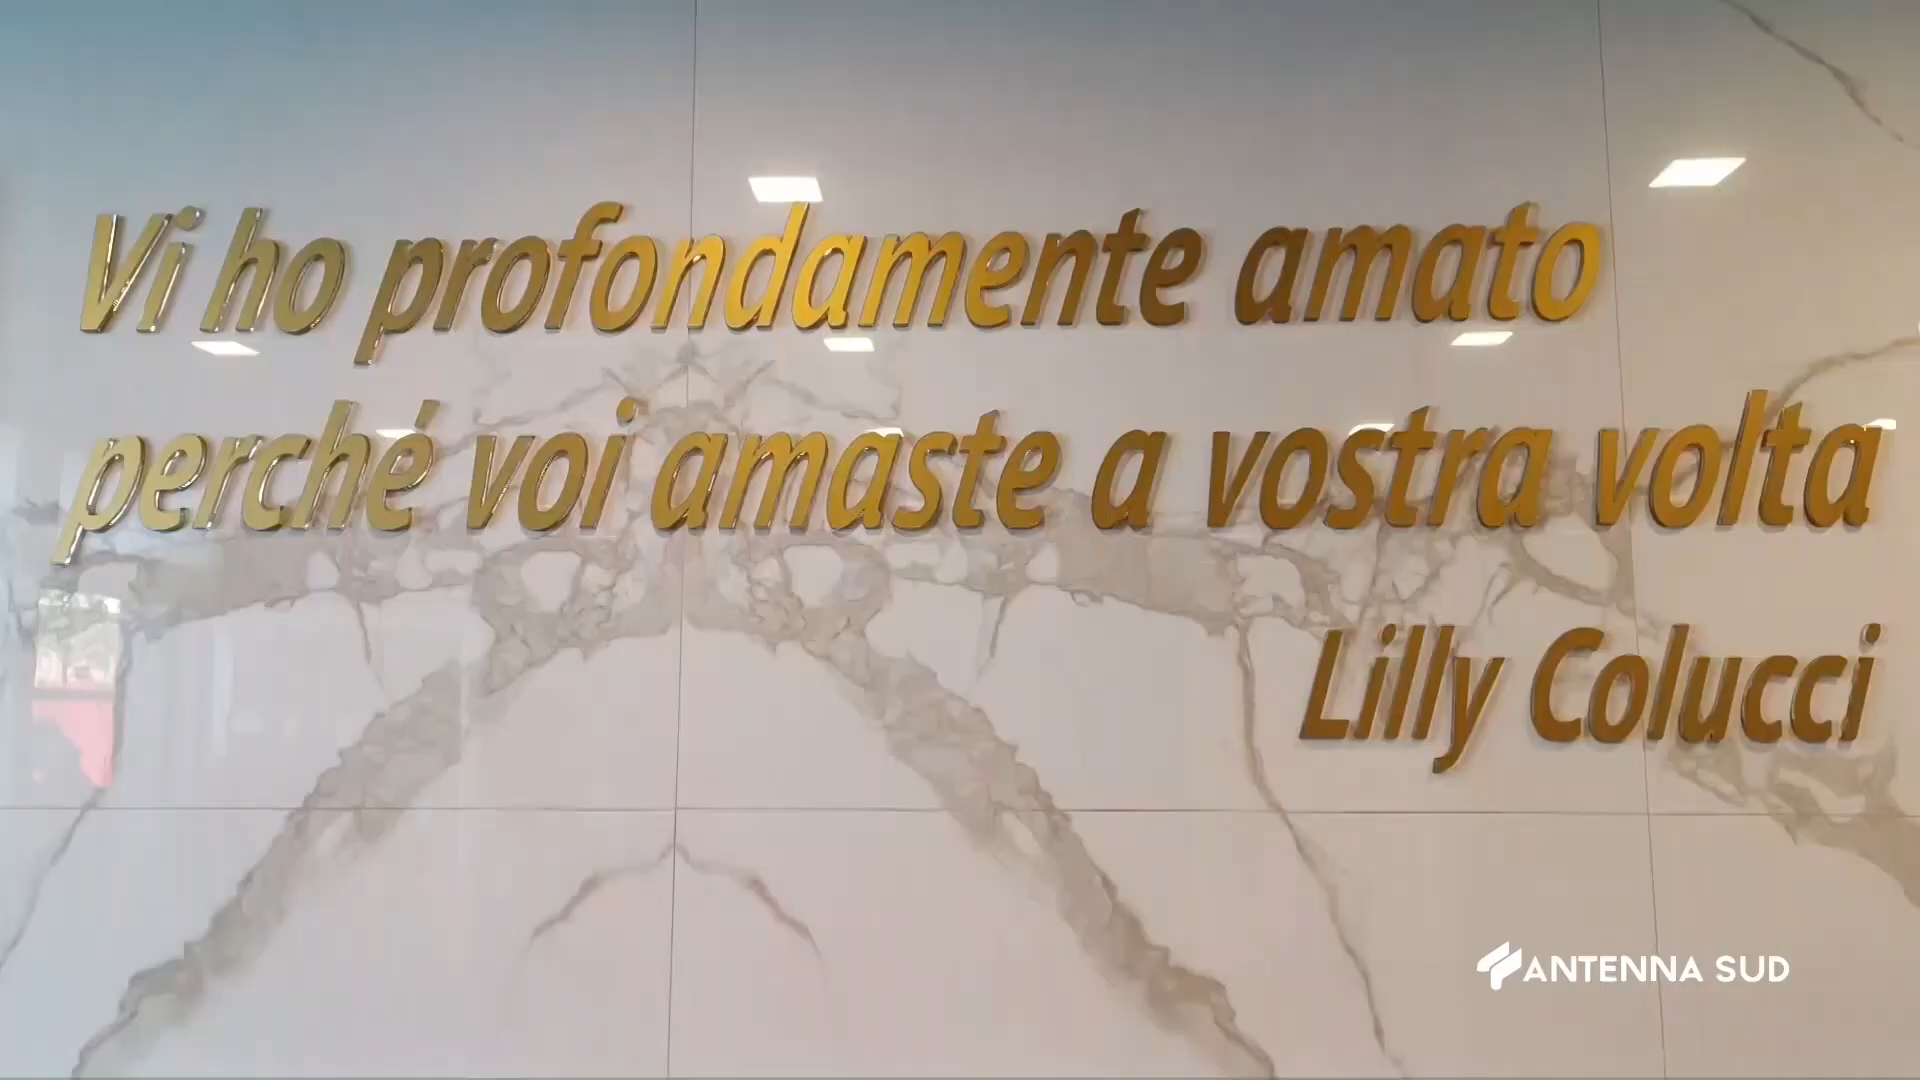 Vi ho profondamente amato
perché voi amaste a vostra volta
Lilly Colucci
ANTENNA SUD